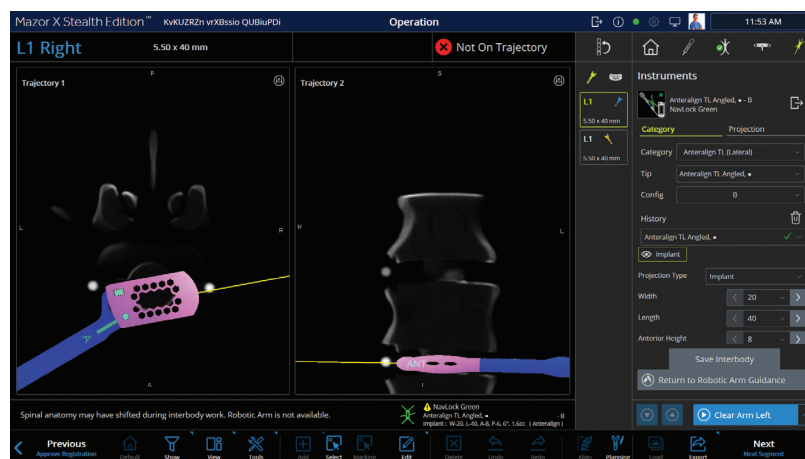 Mazor X Stealth Edition™ KvKUZRZn vrXBssio QUBiuPDi Operation 11:53 AM
L1 Right 5.50 x 40 mm Not On Trajectory
Trajectory 1
P
L
R
A
A
Trajectory 2
S
R
L
ANT
I
L1
5.50 x 40 mm
L1
5.50 x 40 mm
Instruments
Anteralign TL Angled, • - B
NavLock Green
Category Projection
Category Anteralign TL (Lateral)
Tip Anteralign TL Angled, •
Config B
History
Anteralign TL Angled, •
Implant
Projection Type Implant
Width 20
Length 40
Anterior Height 8
Save Interbody
Return to Robotic Arm Guidance
Clear Arm Left
Spinal anatomy may have shifted during interbody work. Robotic Arm is not available.
NavLock Green
Anteralign TL Angled, • - B
Implant : W-20, L-40, A-8, P-6, 6°, 1.6cc ( Anteralign )
Previous
Approve Registration
Default
Show
View
Tools
Add
Select
Marking
Edit
Delete
Undo
Redo
Align
Planning
Load
Export
Next
Next Segment